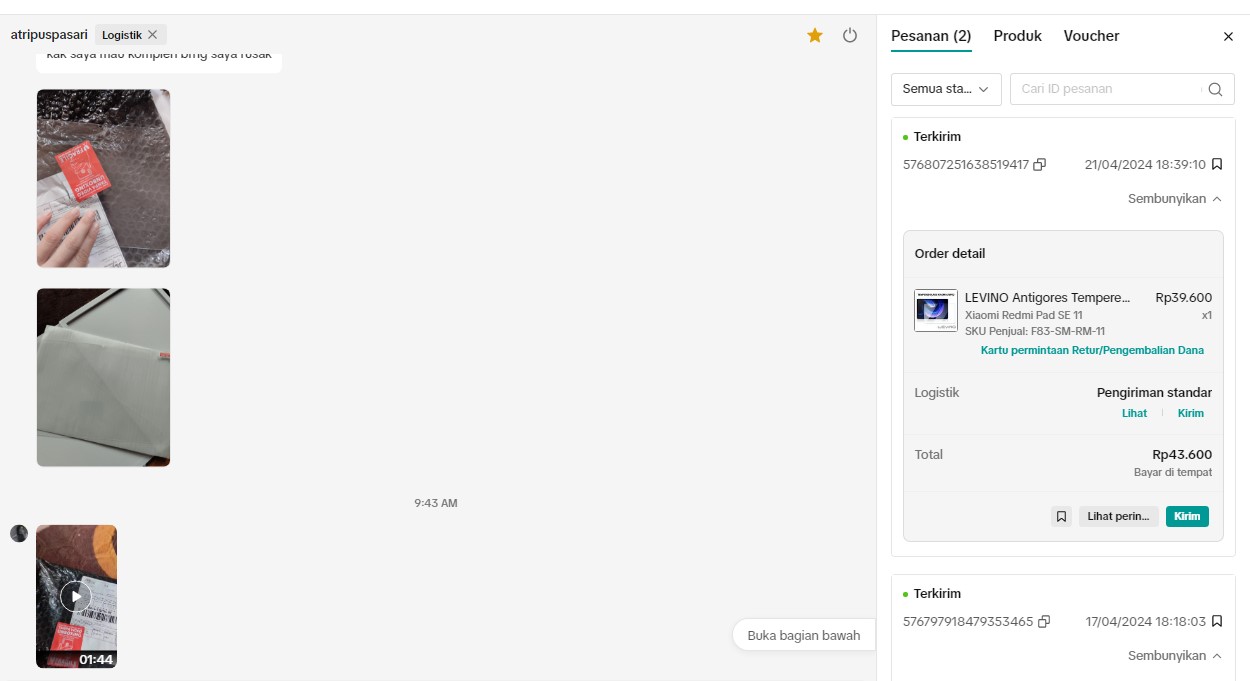 atripuspasari
Logistik
kak saya mau komplen brng saya rusak
FRAGILE
UNBOXING
9:43 AM
01:44
Buka bagian bawah
Pesanan (2)
Produk
Voucher
Semua sta...
Cari ID pesanan
Terkirim
576807251638519417
21/04/2024 18:39:10
Sembunyikan
Order detail
LEVINO Antigores Tempere...
Rp39.600
Xiaomi Redmi Pad SE 11
x1
SKU Penjual: F83-SM-RM-11
Kartu permintaan Retur/Pengembalian Dana
Logistik
Pengiriman standar
Lihat
Kirim
Total
Rp43.600
Bayar di tempat
Lihat perin...
Kirim
Terkirim
576797918479353465
17/04/2024 18:18:03
Sembunyikan